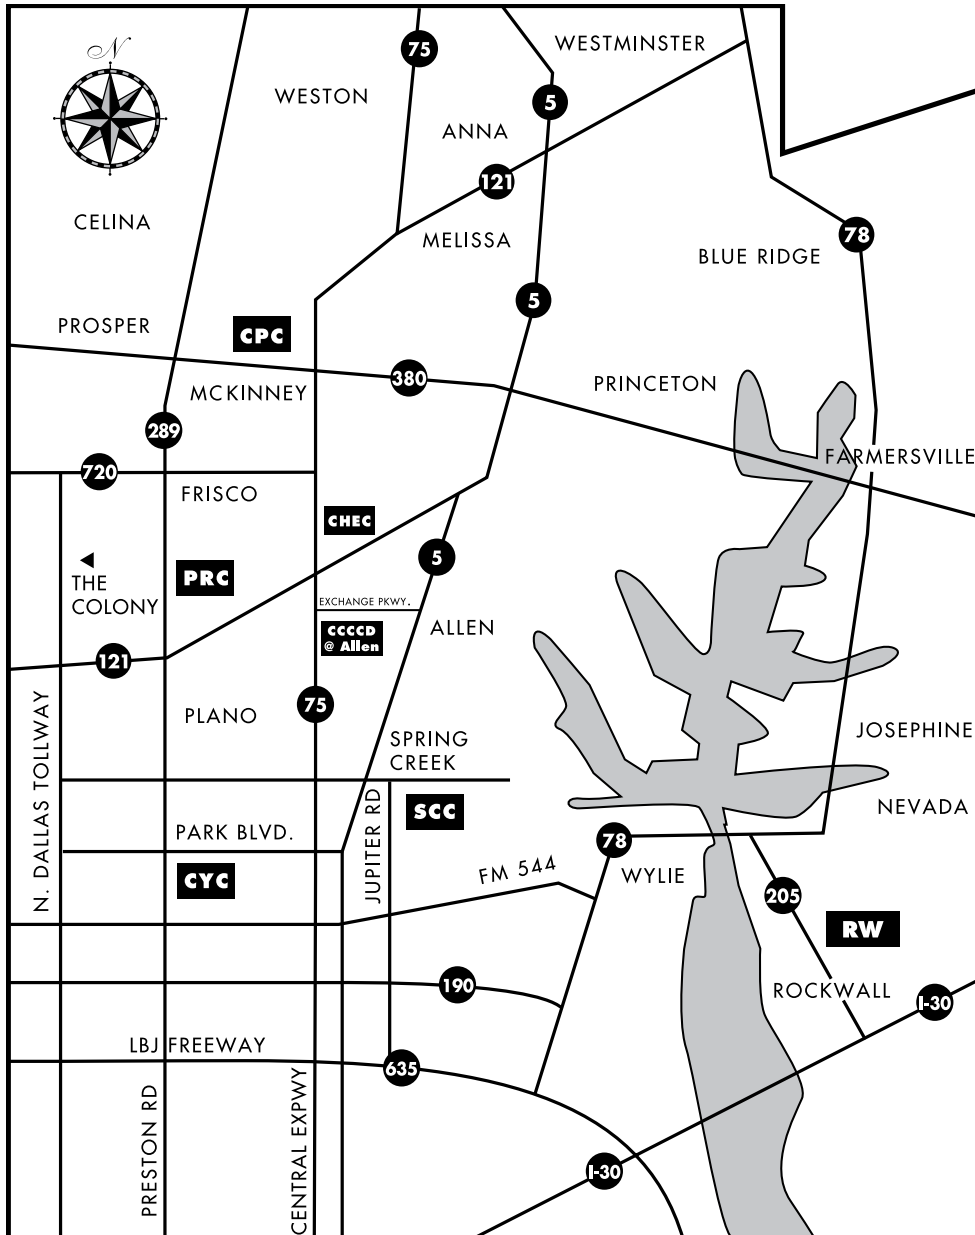 N
WESTMINSTER
75
WESTON
5
ANNA
121
CELINA
MELISSA
78
BLUE RIDGE
5
PROSPER
CPC
380
PRINCETON
MCKINNEY
289
FARMERSVILLE
720
FRISCO
CHEC
5
THE
COLONY
PRC
EXCHANGE PKWY.
CCCCD
@ Allen
ALLEN
121
75
PLANO
N. DALLAS TOLLWAY
SPRING
CREEK
JOSEPHINE
NEVADA
JUPITER RD
SCC
PARK BLVD.
78
CYC
FM 544
WYLIE
205
RW
190
ROCKWALL
I-30
LBJ FREEWAY
635
PRESTON RD
CENTRAL EXPWY
I-30